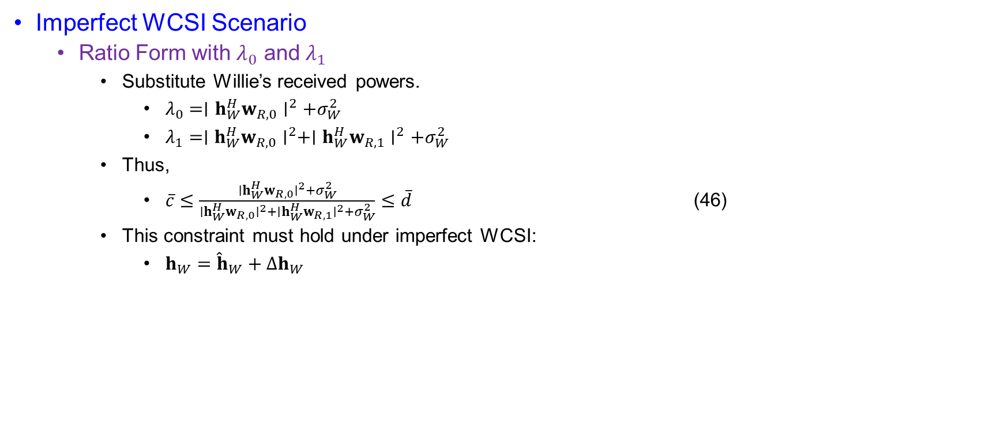 • Imperfect WCSI Scenario
• Ratio Form with λ₀ and λ₁
• Substitute Willie's received powers.
• λ₀ =| 𝐡_W^H 𝐰_{R,0} |² +σ_W^2
• λ₁ =| 𝐡_W^H 𝐰_{R,0} |²+| 𝐡_W^H 𝐰_{R,1} |² +σ_W^2
• Thus,
• c̄ ≤ \frac{|𝐡_W^H 𝐰_{R,0}|²+σ_W^2}{|𝐡_W^H 𝐰_{R,0}|²+|𝐡_W^H 𝐰_{R,1}|²+σ_W^2} ≤ d̄ (46)
• This constraint must hold under imperfect WCSI:
• 𝐡_W = 𝐡̂_W + Δ𝐡_W